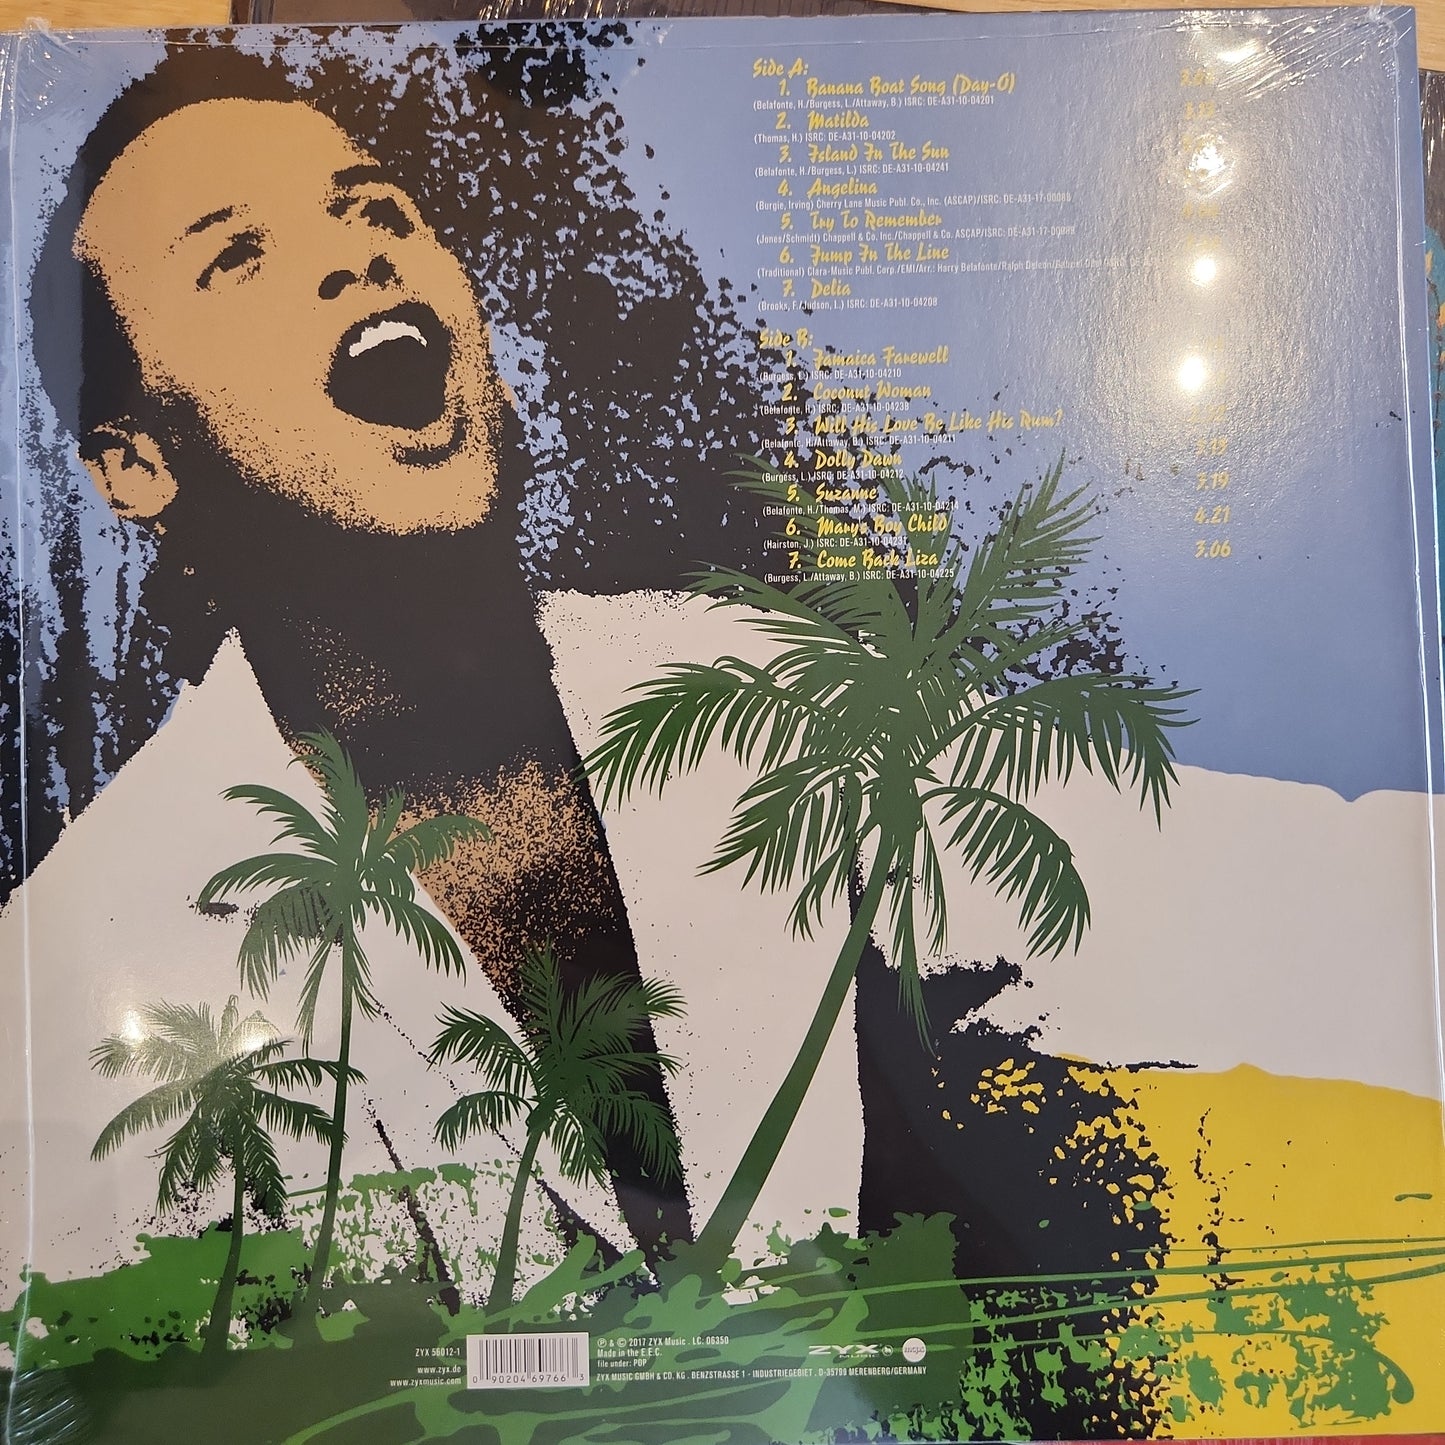 Side A:
1. Banana Boat Song (Day-O)
(Belafonte, H./Burgess, L./Attaway, B.) ISRC: DE-A31-10-04201
2. Matilda
(Thomas, H.) ISRC: DE-A31-10-04202
3. Island In The Sun
(Belafonte, H./Burgess, L.) ISRC: DE-A31-10-04241
4. Angelina
(Burgie, Irving) Cherry Lane Music Publ. Co., Inc. (ASCAP)/ISRC: DE-A31-17-00088
5. Try To Remember
(Jones/Schmidt) Chappell & Co. Inc./Chappell & Co. ASCAP/ISRC: DE-A31-17-00089
6. Jump In The Line
(Traditional) Clara-Music Publ. Corp./EMI/Arr.: Harry Belafonte/Ralph Deleon/
7. Delia
(Brooks, F./Judson, L.) ISRC: DE-A31-10-04208
Side B:
1. Jamaica Farewell
(Burgess, L.) ISRC: DE-A31-10-04210
2. Coconut Woman
(Belafonte, H.) ISRC: DE-A31-10-04238
3. Will His Love Be Like His Rum?
(Belafonte, H./Attaway, B.) ISRC: DE-A31-10-04211
4. Dolly Dawn
(Burgess, L.) ISRC: DE-A31-10-04212
5. Suzanne 3.19
(Belafonte, H./Thomas, M.) ISRC: DE-A31-10-04214
6. Marys Boy Child 4.21
(Hairston, J.) ISRC: DE-A31-10-04231
7. Come Back Liza 3.06
(Burgess, L./Attaway, B.) ISRC: DE-A31-10-04225
ZYX 56012-1
www.zyx.de
www.zyxmusic.com
0 90204 69766 3
℗ & © 2017 ZYX Music . LC: 06350
Made in the E.E.C.
file under: POP
ZYX MUSIC GMBH & CO. KG . BENZSTRASSE 1 - INDUSTRIEGEBIET . D-35799 MERENBERG/GERMANY
ZYX
MUSIC